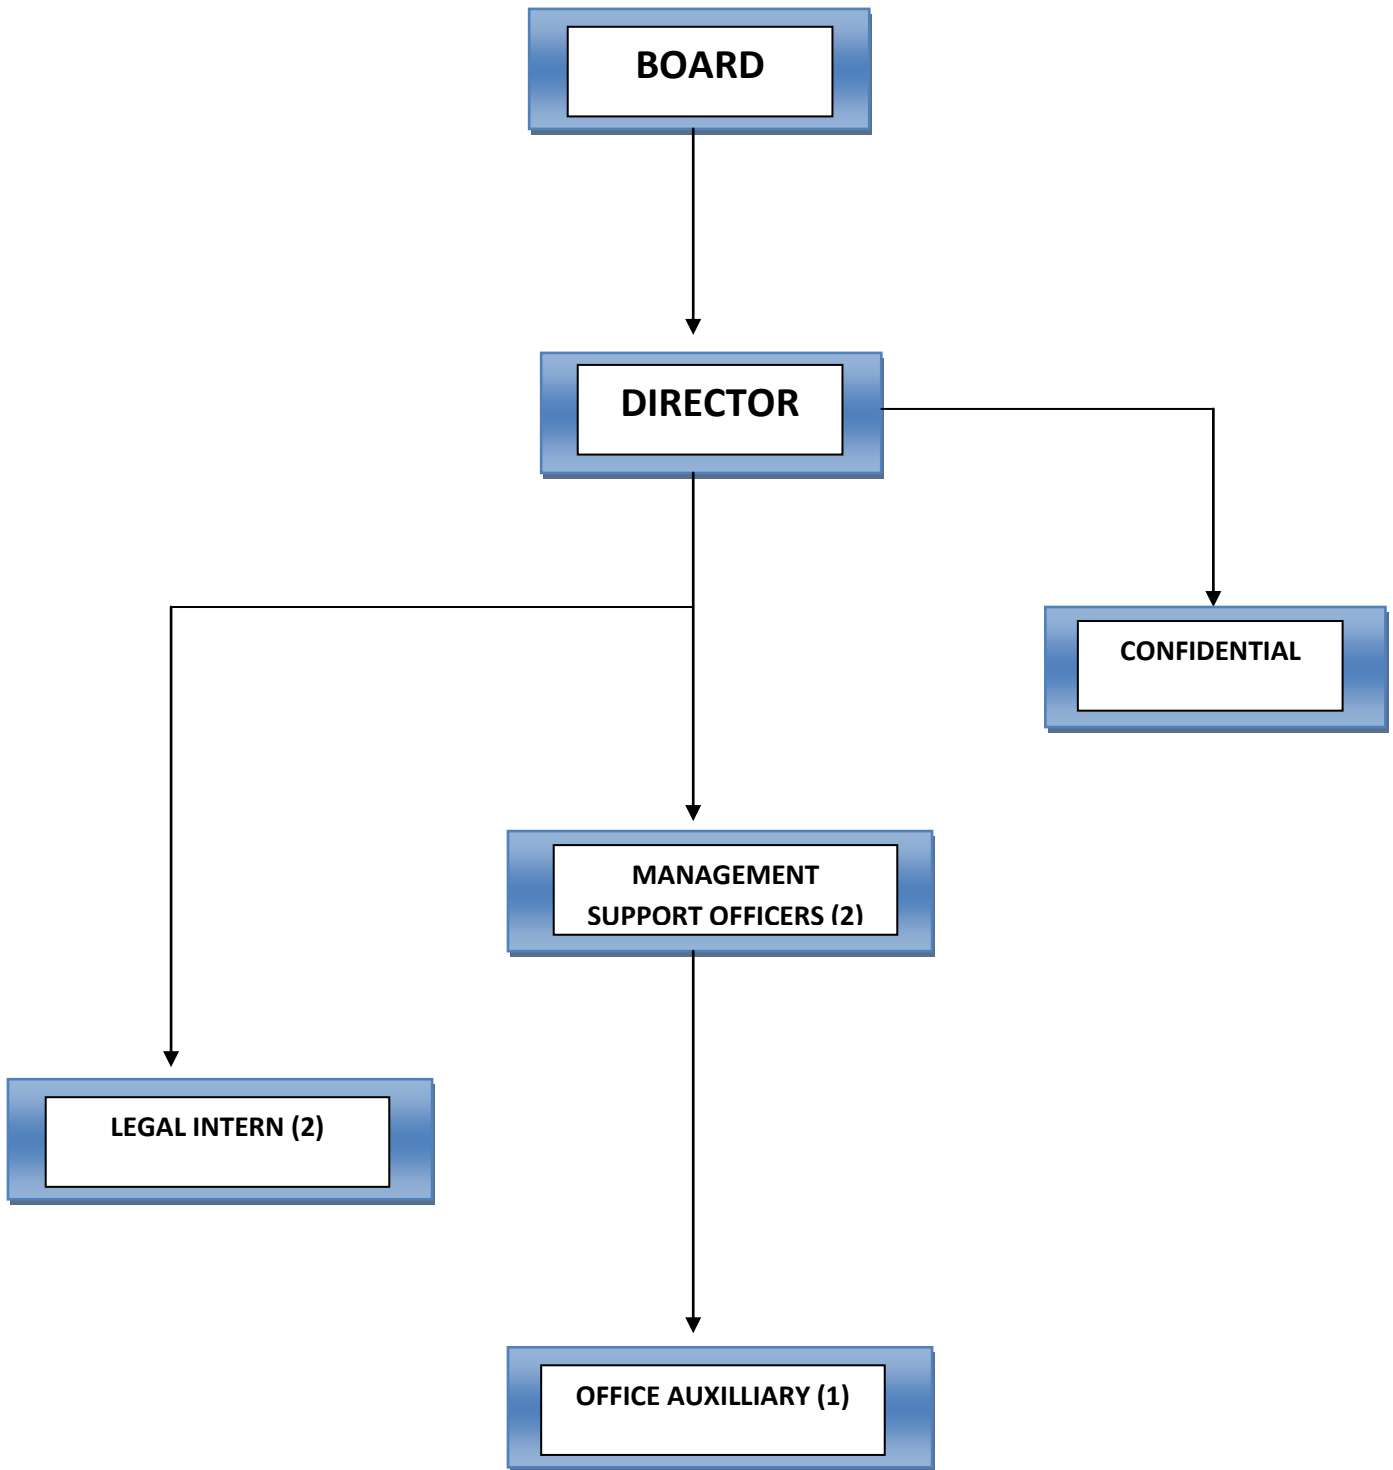 BOARD
DIRECTOR
CONFIDENTIAL
MANAGEMENT
SUPPORT OFFICERS (2)
LEGAL INTERN (2)
OFFICE AUXILLIARY (1)